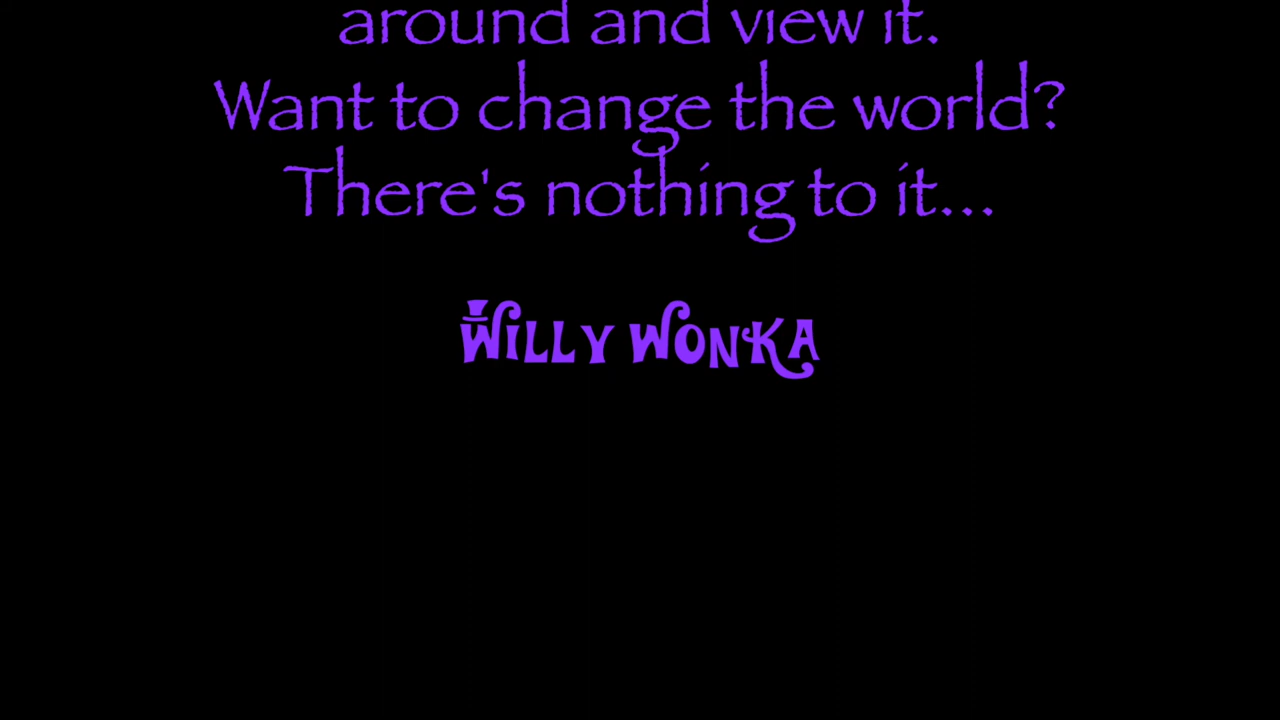 around and view it.
Want to change the world?
There's nothing to it...
WILLY WONKA